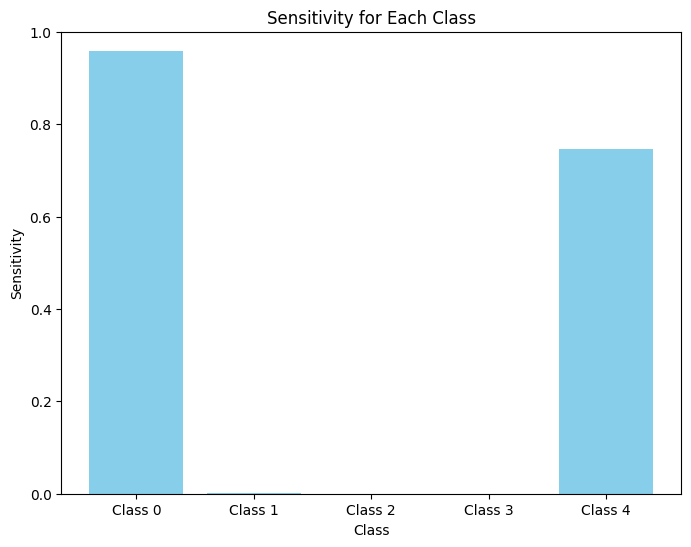 Sensitivity for Each Class
1.0
0.8
0.6
0.4
0.2
0.0
Sensitivity
Class 0
Class 1
Class 2
Class 3
Class 4
Class